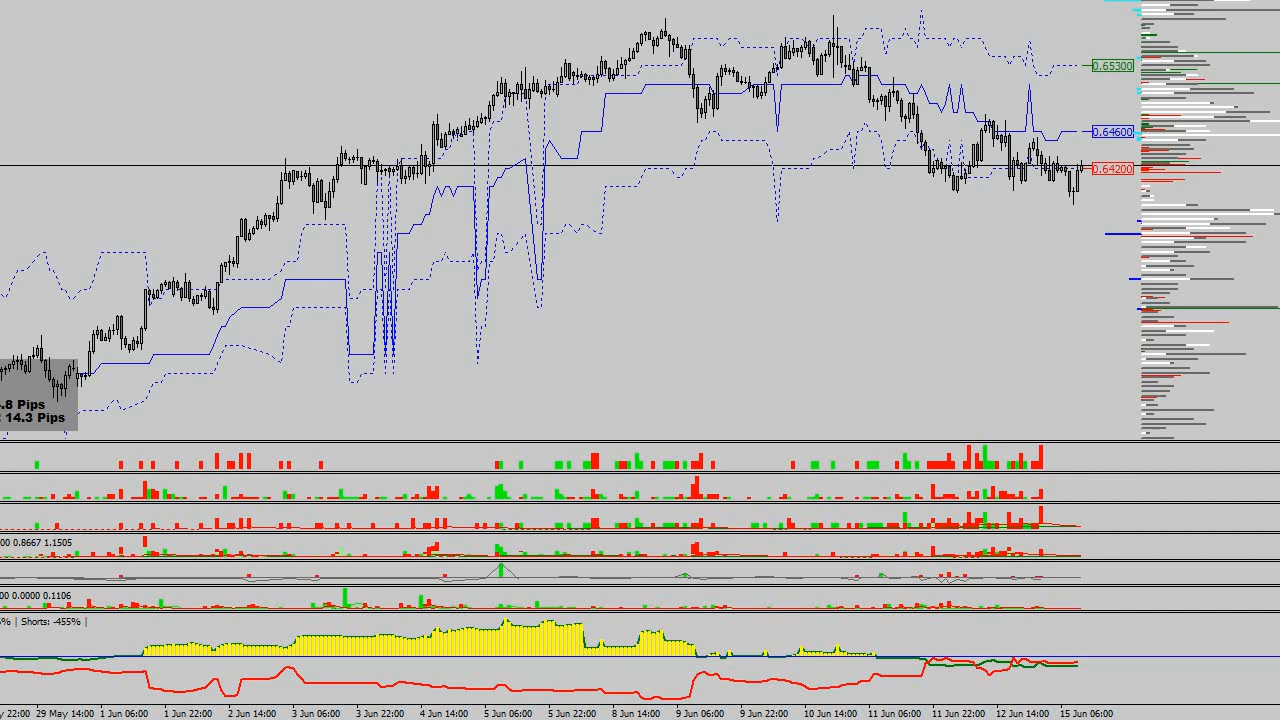 0.65300
0.64600
0.64200
.8 Pips
: 14.3 Pips
00 0.8667 1.1505
00 0.0000 0.1106
% | Shorts: -455% |
22:00 29 May 14:00 1 Jun 06:00 1 Jun 22:00 2 Jun 14:00 3 Jun 06:00 3 Jun 22:00 4 Jun 14:00 5 Jun 06:00 5 Jun 22:00 8 Jun 14:00 9 Jun 06:00 9 Jun 22:00 10 Jun 14:00 11 Jun 06:00 11 Jun 22:00 12 Jun 14:00 15 Jun 06:00